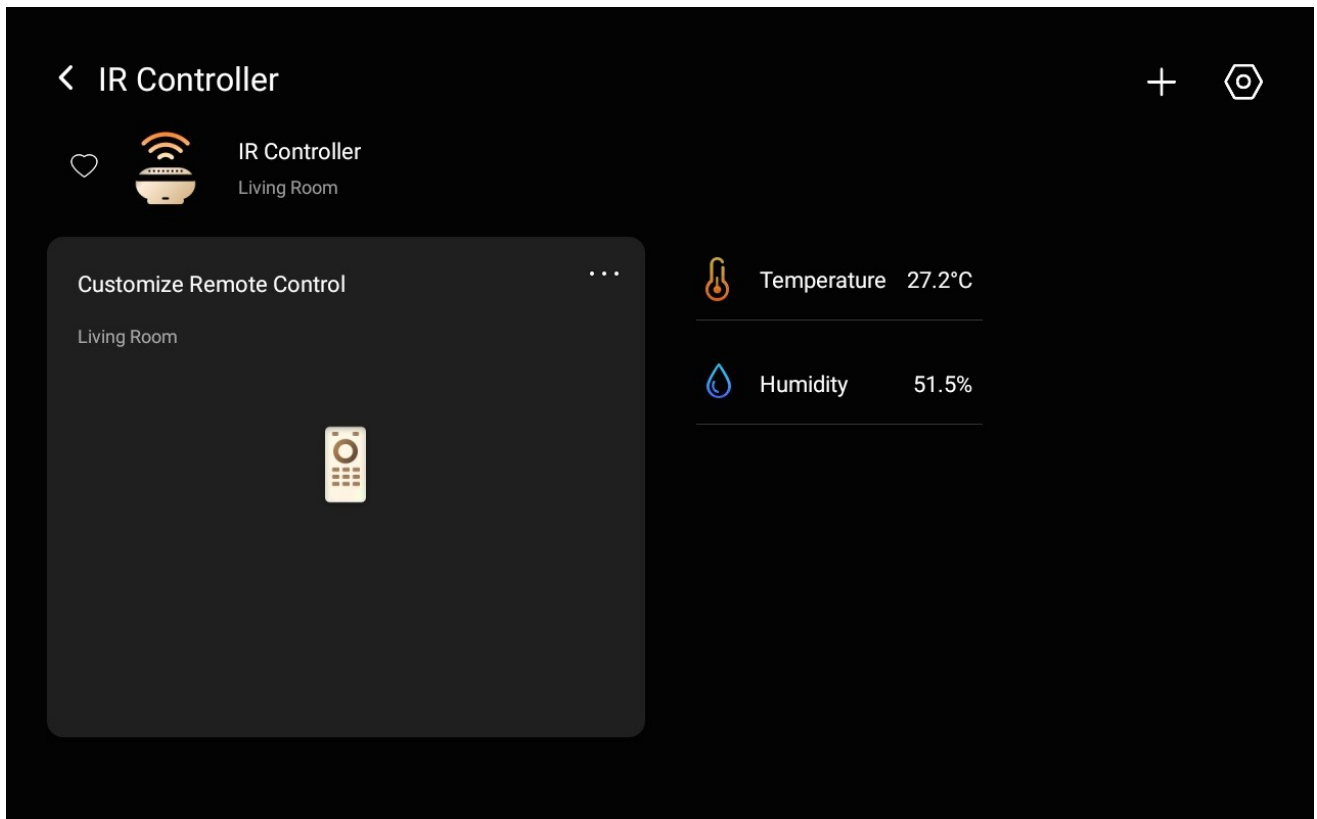 IR Controller
IR Controller
Living Room
Customize Remote Control
Living Room
Temperature 27.2°C
Humidity 51.5%